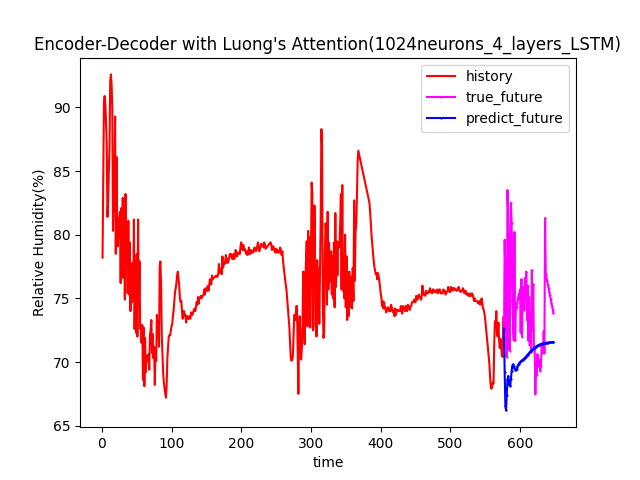 Encoder-Decoder with Luong's Attention(1024neurons_4_layers_LSTM)
history
true_future
predict_future
Relative Humidity(%)
90
85
80
75
70
65
0 100 200 300 400 500 600
time